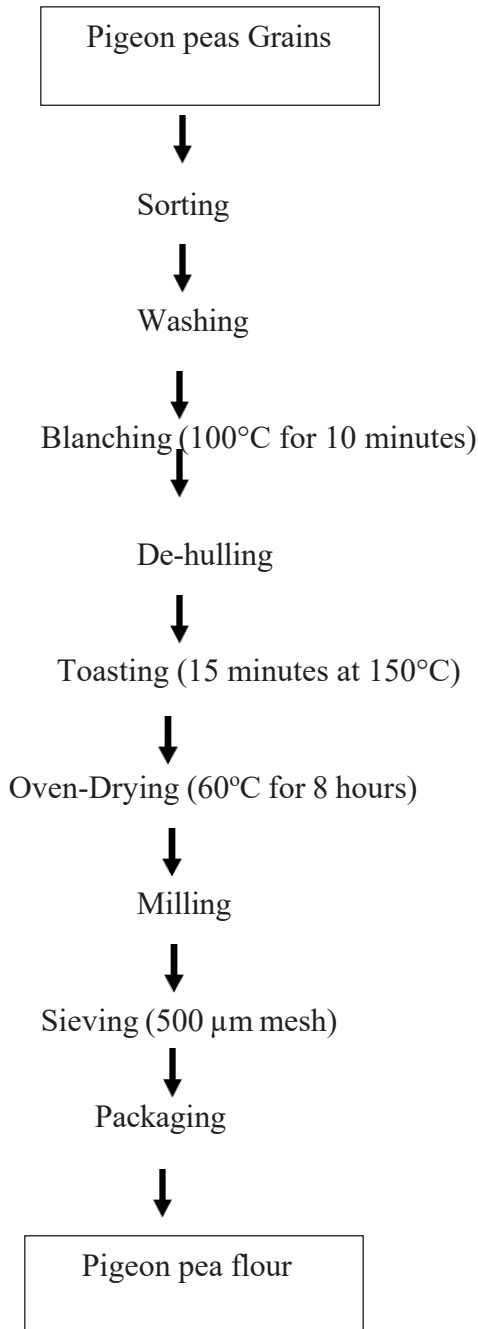 Pigeon peas Grains
Sorting
Washing
Blanching (100°C for 10 minutes)
De-hulling
Toasting (15 minutes at 150°C)
Oven-Drying (60ºC for 8 hours)
Milling
Sieving (500 µm mesh)
Packaging
Pigeon pea flour